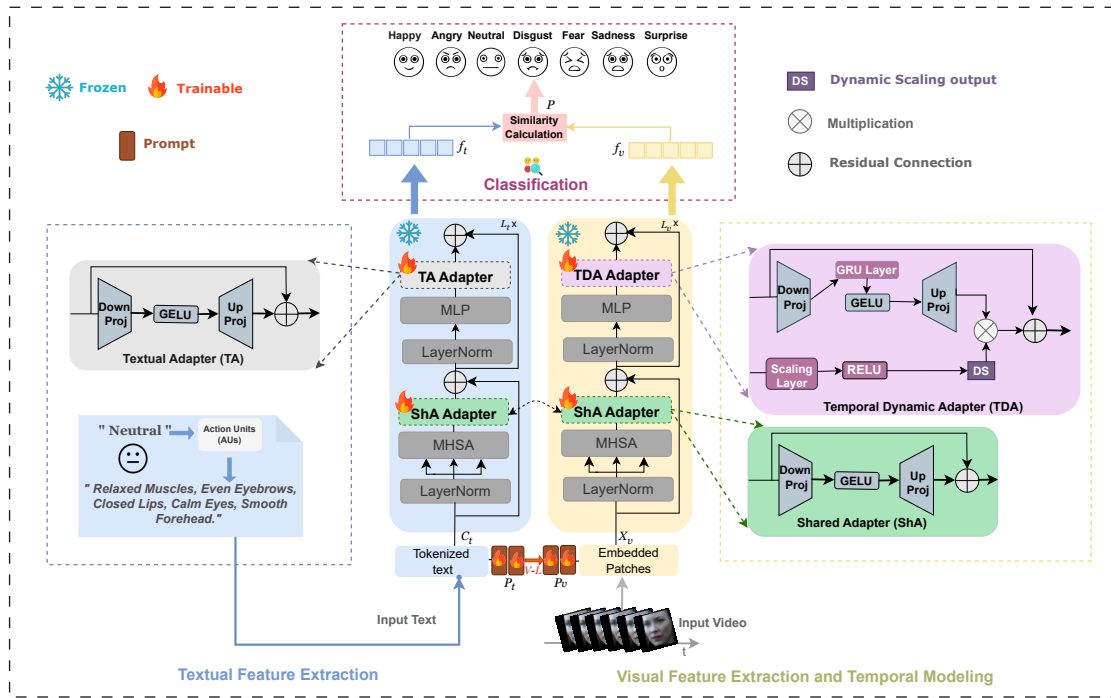 Happy Angry Neutral Disgust Fear Sadness Surprise
Frozen
Trainable
Prompt
P
Similarity
Calculation
f_t
f_v
Classification
DS
Dynamic Scaling output
Multiplication
Residual Connection
L_t ×
TA Adapter
MLP
LayerNorm
ShA Adapter
MHSA
LayerNorm
L_v ×
TDA Adapter
MLP
LayerNorm
ShA Adapter
MHSA
LayerNorm
Down
Proj
GELU
Up
Proj
Textual Adapter (TA)
GRU Layer
Down
Proj
GELU
Up
Proj
Scaling
Layer
RELU
DS
Temporal Dynamic Adapter (TDA)
Down
Proj
GELU
Up
Proj
Shared Adapter (ShA)
" Neutral "
Action Units
(AUs)
" Relaxed Muscles, Even Eyebrows,
Closed Lips, Calm Eyes, Smooth
Forehead."
C_t
X_v
Tokenized
text
V-L
P_t
P_v
Embedded
Patches
Input Text
Input Video
t
Textual Feature Extraction
Visual Feature Extraction and Temporal Modeling